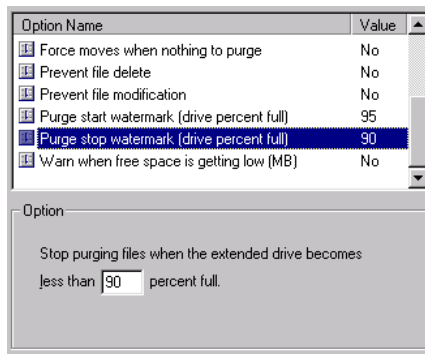 Option Name Value
Force moves when nothing to purge No
Prevent file delete No
Prevent file modification No
Purge start watermark (drive percent full) 95
Purge stop watermark (drive percent full) 90
Warn when free space is getting low (MB) No
Option
Stop purging files when the extended drive becomes
less than 90 percent full.